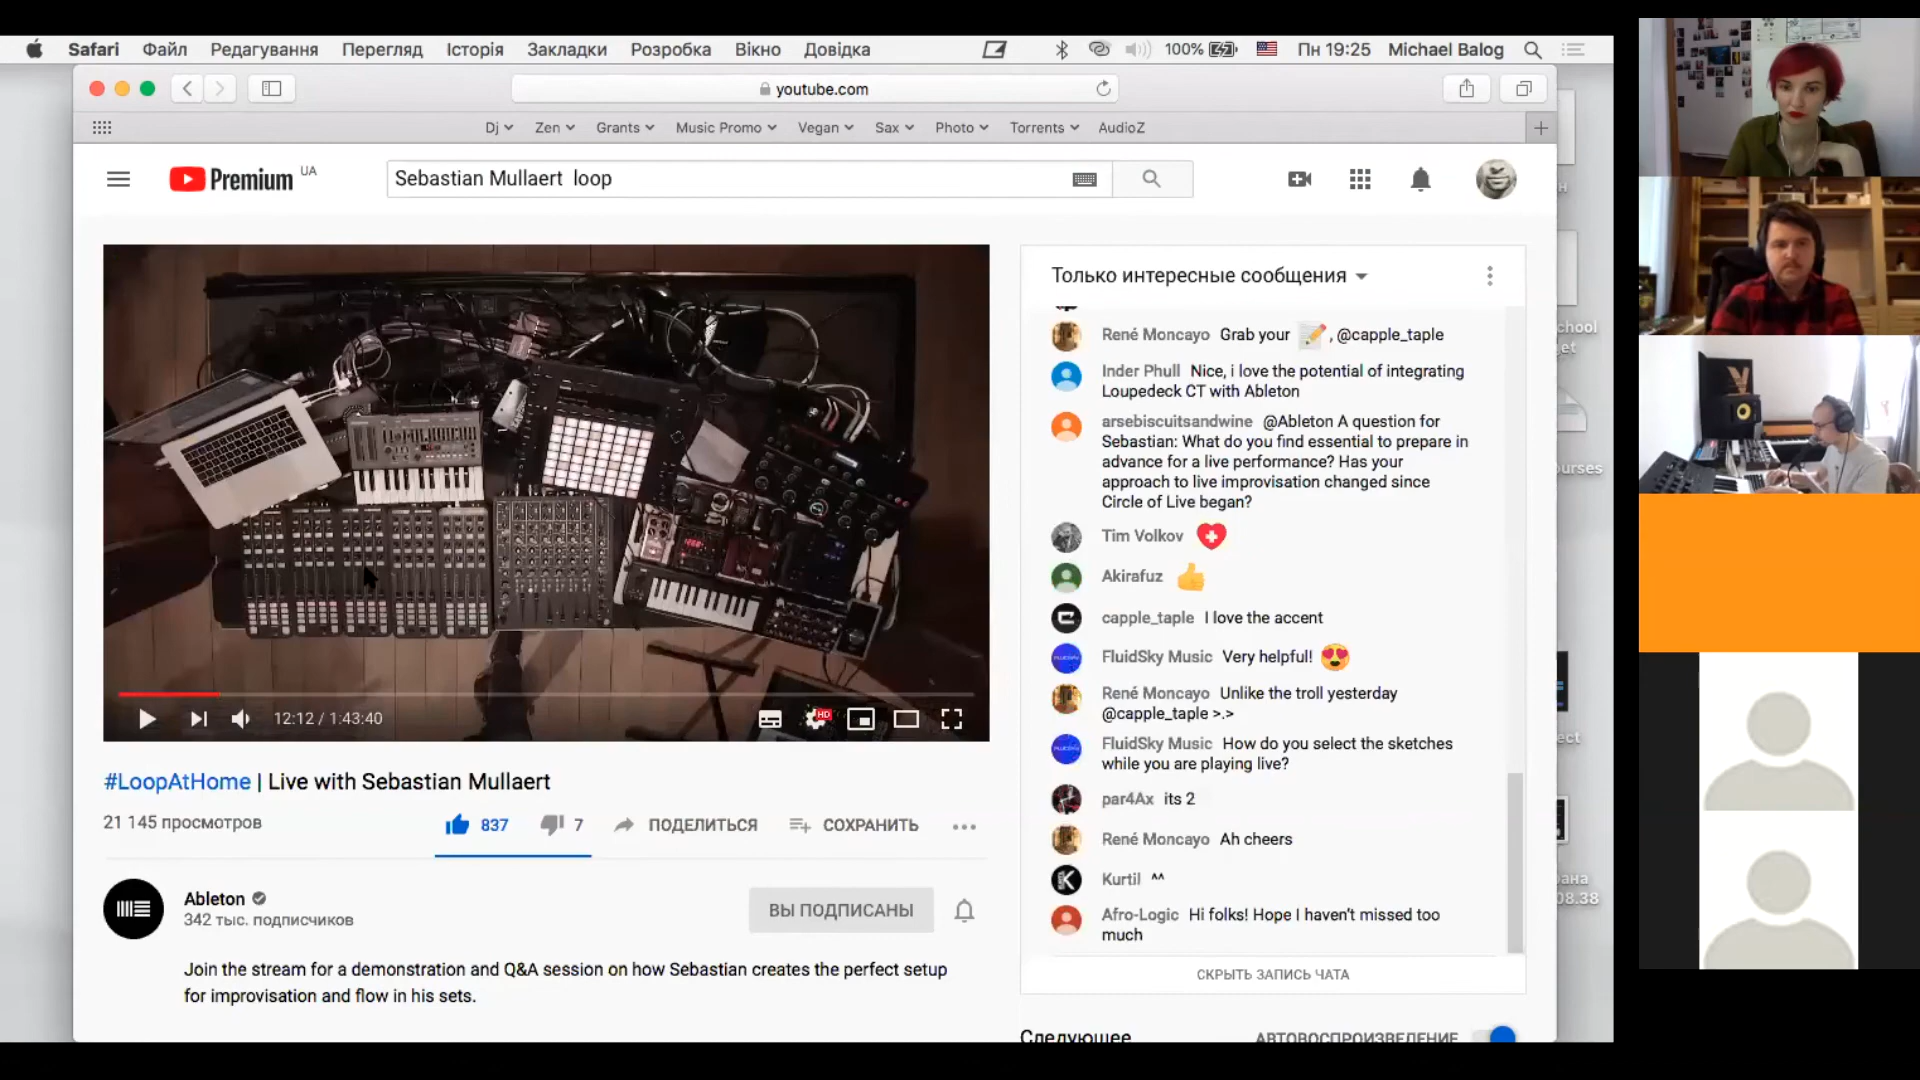 Safari Файл Редагування Перегляд Історія Закладки Розробка Вікно Довідка 100% Пн 19:25 Michael Balog
youtube.com
Dj Zen Grants Music Promo Vegan Sax Photo Torrents AudioZ
Premium UA
Sebastian Mullaert loop
12:12 / 1:43:40
HD
#LoopAtHome | Live with Sebastian Mullaert
21 145 просмотров
837 7 ПОДЕЛИТЬСЯ СОХРАНИТЬ
Ableton
342 тыс. подписчиков
ВЫ ПОДПИСАНЫ
Join the stream for a demonstration and Q&A session on how Sebastian creates the perfect setup
for improvisation and flow in his sets.
Только интересные сообщения
René Moncayo Grab your 📝, @capple_taple
Inder Phull Nice, i love the potential of integrating
Loupedeck CT with Ableton
arsebiscuitsandwine @Ableton A question for
Sebastian: What do you find essential to prepare in
advance for a live performance? Has your
approach to live improvisation changed since
Circle of Live began?
Tim Volkov
Akirafuz 👍
capple_taple I love the accent
FluidSky Music Very helpful! 😍
René Moncayo Unlike the troll yesterday
@capple_taple >.>
FluidSky Music How do you select the sketches
while you are playing live?
par4Ax its 2
René Moncayo Ah cheers
Kurtil ^^
Afro-Logic Hi folks! Hope I haven't missed too
much
СКРЫТЬ ЗАПИСЬ ЧАТА
Следующее АВТОВОСПРОИЗВЕДЕНИЕ